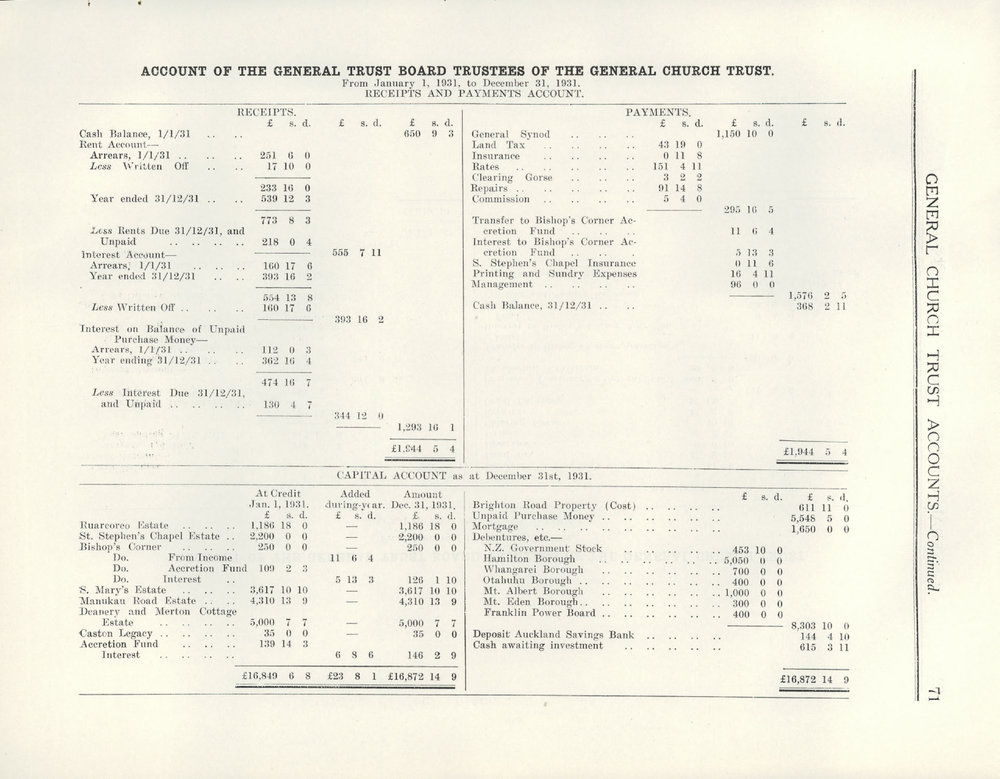 ACCOUNT OF THE GENERAL TRUST BOARD TRUSTEES OF THE GENERAL CHURCH TRUST.
From January 1, 1931, to December 31, 1931.
RECEIPTS AND PAYMENTS ACCOUNT.
RECEIPTS.
£ s. d. £ s. d. £ s. d.
Cash Balance, 1/1/31 .. .. 650 9 3
Rent Account—
Arrears, 1/1/31 .. .. .. 251 6 0
Less Written Off .. .. 17 10 0
233 16 0
Year ended 31/12/31 .. .. 539 12 3
773 8 3
Less Rents Due 31/12/31, and
Unpaid .. .. .. .. 218 0 4
555 7 11
Interest Account—
Arrears, 1/1/31 .. .. .. 160 17 6
Year ended 31/12/31 .. .. 393 16 2
554 13 8
Less Written Off .. .. .. 160 17 6
393 16 2
Interest on Balance of Unpaid
Purchase Money—
Arrears, 1/1/31 .. .. .. 112 0 3
Year ending 31/12/31 .. .. 362 16 4
474 16 7
Less Interest Due 31/12/31,
and Unpaid .. .. .. .. 130 4 7
344 12 0
1,293 16 1
£1,944 5 4
PAYMENTS.
£ s. d. £ s. d. £ s. d.
General Synod .. .. .. 1,150 10 0
Land Tax .. .. .. .. 43 19 0
Insurance .. .. .. .. 0 11 8
Rates .. .. .. .. .. 151 4 11
Clearing Gorse .. .. .. 3 2 2
Repairs .. .. .. .. .. 91 14 8
Commission .. .. .. .. 5 4 0
295 16 5
Transfer to Bishop's Corner Ac-
cretion Fund .. .. .. 11 6 4
Interest to Bishop's Corner Ac-
cretion Fund .. .. .. 5 13 3
S. Stephen's Chapel Insurance 0 11 6
Printing and Sundry Expenses 16 4 11
Management .. .. .. .. 96 0 0
1,576 2 5
Cash Balance, 31/12/31 .. .. 368 2 11
£1,944 5 4
CAPITAL ACCOUNT as at December 31st, 1931.
At Credit Added Amount
Jan. 1, 1931. during year. Dec. 31, 1931.
£ s. d. £ s. d. £ s. d.
Ruarcoreo Estate .. .. .. 1,186 18 0 — 1,186 18 0
St. Stephen's Chapel Estate .. 2,200 0 0 — 2,200 0 0
Bishop's Corner .. .. .. 250 0 0 — 250 0 0
Do. From Income 11 6 4
Do. Accretion Fund 109 2 3
Do. Interest .. 5 13 3 126 1 10
S. Mary's Estate .. .. .. 3,617 10 10 — 3,617 10 10
Manukau Road Estate .. .. 4,310 13 9 — 4,310 13 9
Deanery and Merton Cottage
Estate .. .. .. .. 5,000 7 7 — 5,000 7 7
Caston Legacy .. .. .. .. 35 0 0 — 35 0 0
Accretion Fund .. .. .. 139 14 3
Interest .. .. .. .. 6 8 6 146 2 9
£16,849 6 8 £23 8 1 £16,872 14 9
£ s. d. £ s. d.
Brighton Road Property (Cost) .. .. .. .. 611 11 0
Unpaid Purchase Money .. .. .. .. .. .. 5,548 5 0
Mortgage .. .. .. .. .. .. .. .. 1,650 0 0
Debentures, etc.—
N.Z. Government Stock .. .. .. .. .. 453 10 0
Hamilton Borough .. .. .. .. .. .. 5,050 0 0
Whangarei Borough .. .. .. .. .. 700 0 0
Otahuhu Borough .. .. .. .. .. .. 400 0 0
Mt. Albert Borough .. .. .. .. .. 1,000 0 0
Mt. Eden Borough .. .. .. .. .. .. 300 0 0
Franklin Power Board .. .. .. .. .. 400 0 0
8,303 10 0
Deposit Auckland Savings Bank .. .. .. .. 144 4 10
Cash awaiting investment .. .. .. .. .. 615 3 11
£16,872 14 9
GENERAL CHURCH TRUST ACCOUNTS.—Continued.
71